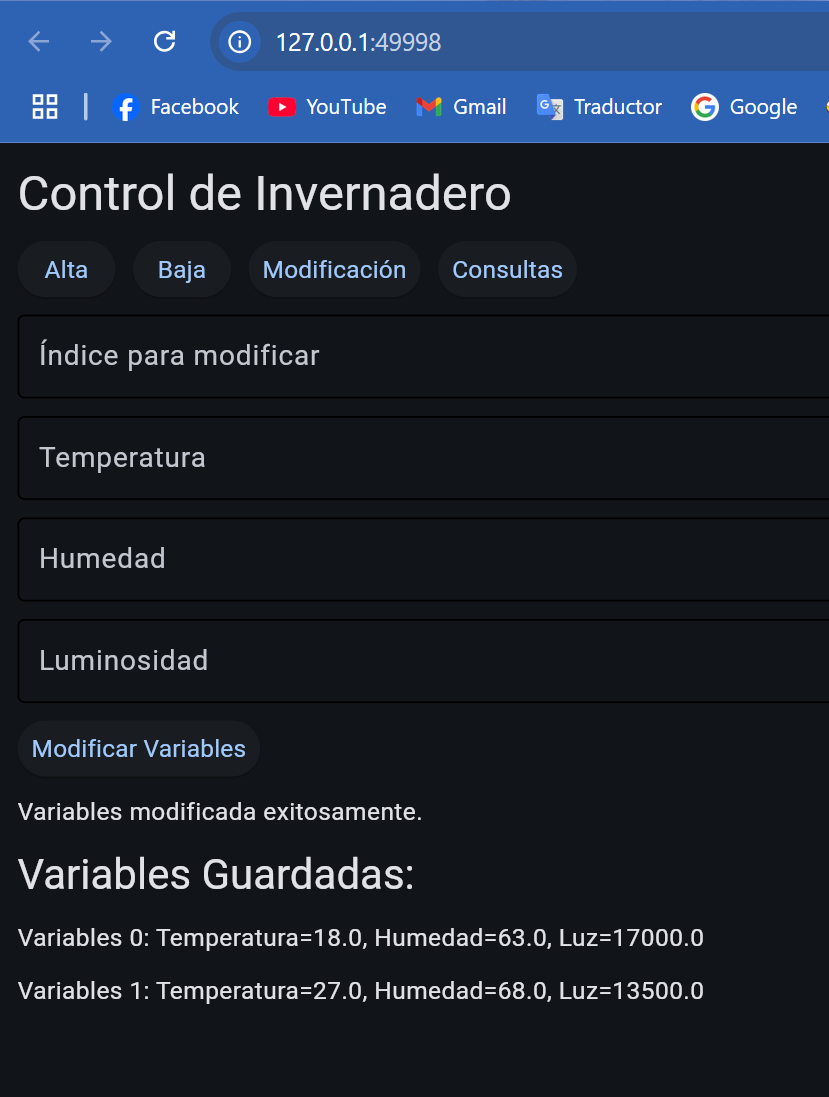 127.0.0.1:49998
Facebook YouTube Gmail Traductor Google
Control de Invernadero
Alta Baja Modificación Consultas
Índice para modificar
Temperatura
Humedad
Luminosidad
Modificar Variables
Variables modificada exitosamente.
Variables Guardadas:
Variables 0: Temperatura=18.0, Humedad=63.0, Luz=17000.0
Variables 1: Temperatura=27.0, Humedad=68.0, Luz=13500.0